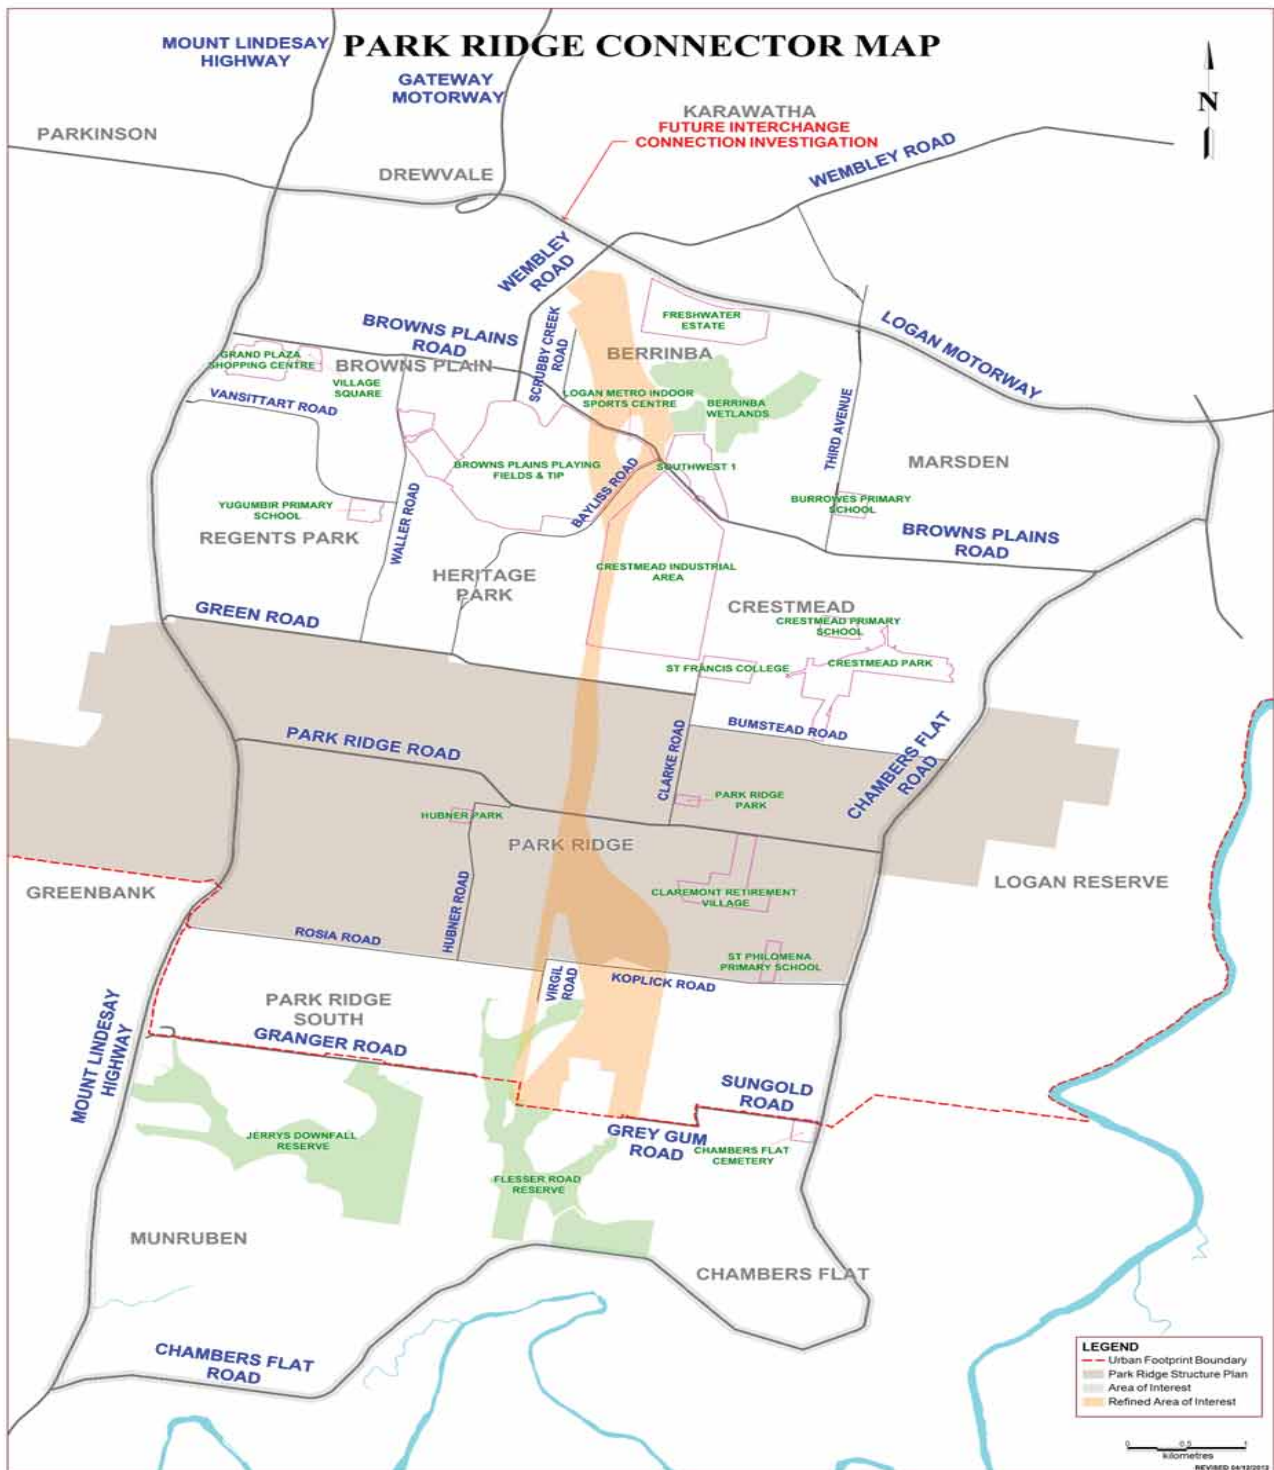 PARK RIDGE CONNECTOR MAP
MOUNT LINDESAY
HIGHWAY
GATEWAY
MOTORWAY
N
PARKINSON
KARAWATHA
FUTURE INTERCHANGE
CONNECTION INVESTIGATION
DREWVALE
WEMBLEY ROAD
WEMBLEY
ROAD
BROWNS PLAINS
ROAD
SCRUBBY CREEK
ROAD
FRESHWATER
ESTATE
LOGAN MOTORWAY
GRAND PLAZA
SHOPPING CENTRE
BROWNS PLAIN
BERRINBA
VILLAGE
SQUARE
VANSITTART ROAD
LOGAN METRO INDOOR
SPORTS CENTRE
BERRINBA
WETLANDS
THIRD AVENUE
MARSDEN
BROWNS PLAINS PLAYING
FIELDS & TIP
BAYLISS ROAD
SOUTHWEST 1
YUGUMBIR PRIMARY
SCHOOL
WALLER ROAD
BURROWES PRIMARY
SCHOOL
REGENTS PARK
BROWNS PLAINS
ROAD
HERITAGE
PARK
CRESTMEAD INDUSTRIAL
AREA
GREEN ROAD
CRESTMEAD
CRESTMEAD PRIMARY
SCHOOL
ST FRANCIS COLLEGE
CRESTMEAD PARK
PARK RIDGE ROAD
CLARKE ROAD
BUMSTEAD ROAD
CHAMBERS FLAT
ROAD
PARK RIDGE
PARK
HUBNER PARK
PARK RIDGE
GREENBANK
LOGAN RESERVE
CLAREMONT RETIREMENT
VILLAGE
HUBNER ROAD
ROSIA ROAD
ST PHILOMENA
PRIMARY SCHOOL
VIRGIL
ROAD
KOPLICK ROAD
PARK RIDGE
SOUTH
MOUNT LINDESAY
HIGHWAY
GRANGER ROAD
SUNGOLD
ROAD
GREY GUM
ROAD
JERRYS DOWNFALL
RESERVE
CHAMBERS FLAT
CEMETERY
FLESSER ROAD
RESERVE
MUNRUBEN
CHAMBERS FLAT
CHAMBERS FLAT
ROAD
LEGEND
Urban Footprint Boundary
Park Ridge Structure Plan
Area of Interest
Refined Area of Interest
0 0.5 1
kilometres
REVISED 04/12/2012